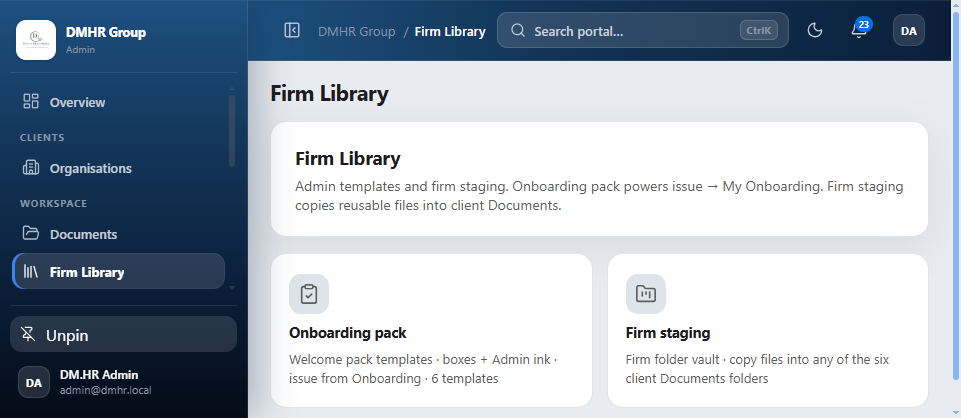 DMHR Group
Admin
Overview
CLIENTS
Organisations
WORKSPACE
Documents
Firm Library
Unpin
DA
DM.HR Admin
admin@dmhr.local
DMHR Group / Firm Library
Search portal...
CtrlK
23
DA
Firm Library
Firm Library
Admin templates and firm staging. Onboarding pack powers issue → My Onboarding. Firm staging
copies reusable files into client Documents.
Onboarding pack
Welcome pack templates · boxes + Admin ink ·
issue from Onboarding · 6 templates
Firm staging
Firm folder vault · copy files into any of the six
client Documents folders